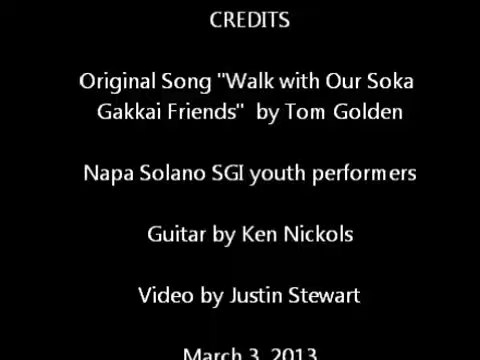 CREDITS
Original Song "Walk with Our Soka
Gakkai Friends"  by Tom Golden
Napa Solano SGI youth performers
Guitar by Ken Nickols
Video by Justin Stewart
March 3, 2013